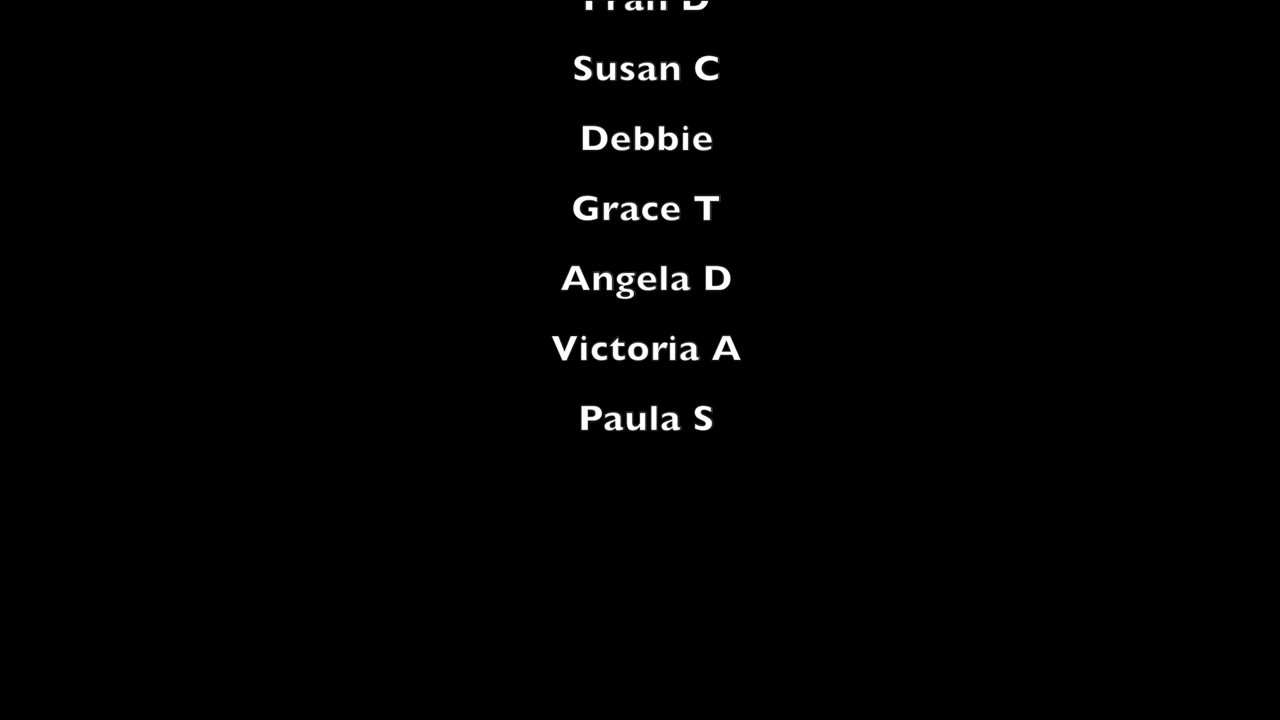 Susan C
Debbie
Grace T
Angela D
Victoria A
Paula S